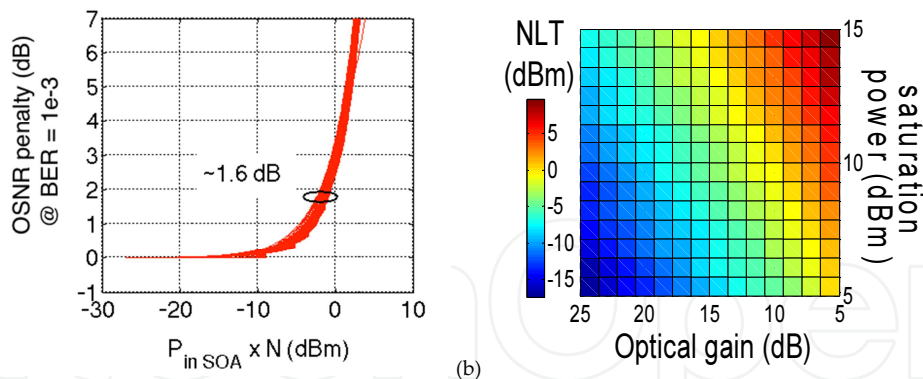 7
6
5
4
3
2
1
0
-1
OSNR penalty (dB)
@ BER = 1e-3
~1.6 dB
-30 -20 -10 0 10
P in SOA x N (dBm)
(b)
NLT
(dBm)
5
0
-5
-10
-15
15
10
5
saturation
power (dBm)
25 20 15 10 5
Optical gain (dB)